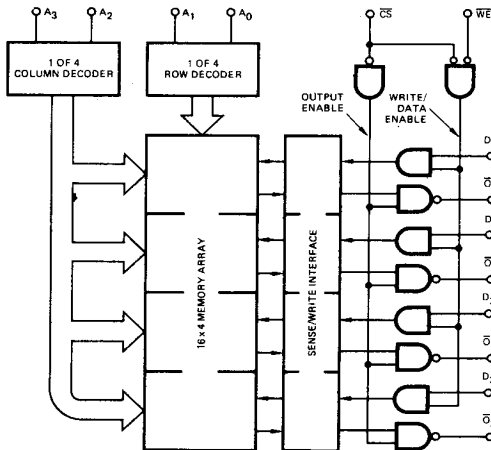 A3
A2
A1
A0
CS
WE
1 OF 4
COLUMN DECODER
1 OF 4
ROW DECODER
OUTPUT
ENABLE
WRITE/
DATA
ENABLE
16 x 4 MEMORY ARRAY
SENSE/WRITE INTERFACE
D
O
D
O
D
O
D
O